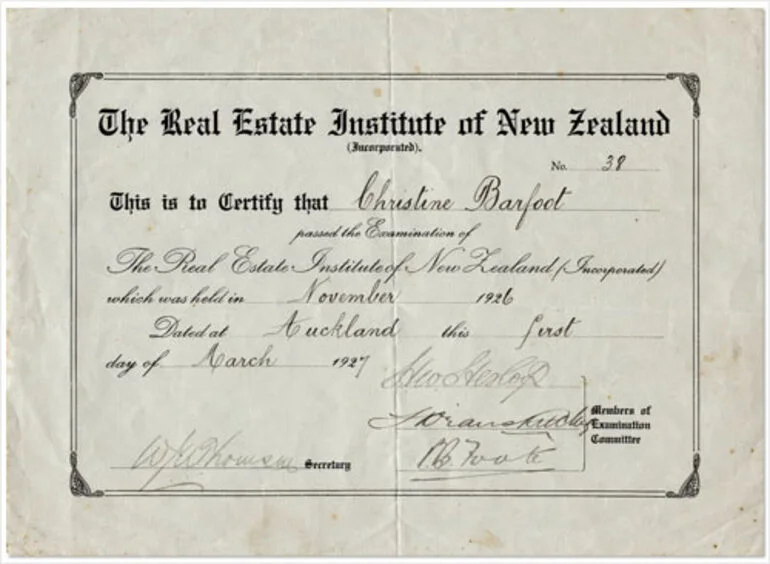 The Real Estate Institute of New Zealand
(Incorporated).
No. 38
This is to Certify that Christine Barfoot
passed the Examination of
The Real Estate Institute of New Zealand (Incorporated)
which was held in November 1926
Dated at Auckland this first
day of March 1927
Members of
Examination
Committee
P.B. Foote
Secretary